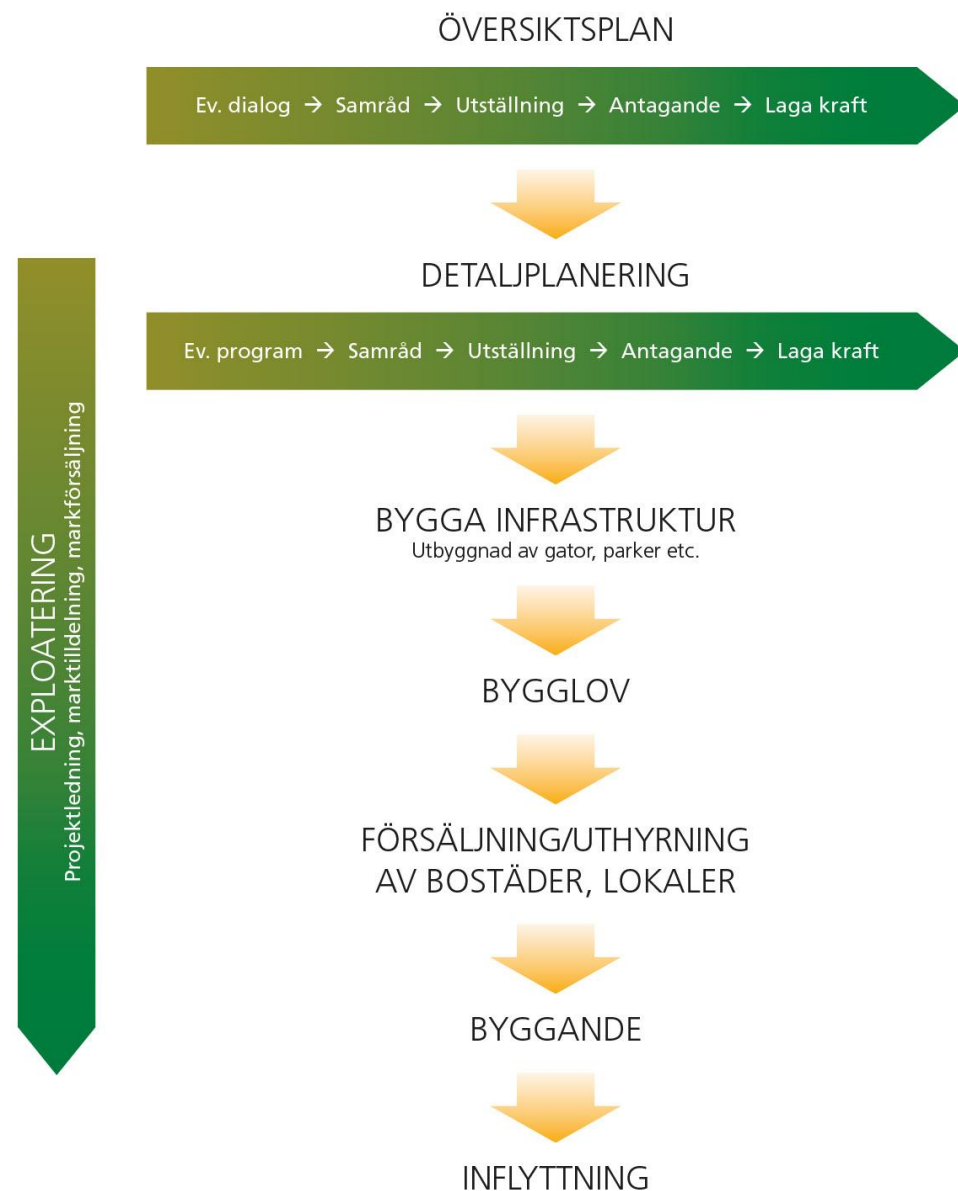 ÖVERSIKTSPLAN
Ev. dialog → Samråd → Utställning → Antagande → Laga kraft
DETALJPLANERING
Ev. program → Samråd → Utställning → Antagande → Laga kraft
EXPLOATERING
Projektledning, marktilldelning, markförsäljning
BYGGA INFRASTRUKTUR
Utbyggnad av gator, parker etc.
BYGGLOV
FÖRSÄLJNING/UTHYRNING
AV BOSTÄDER, LOKALER
BYGGANDE
INFLYTTNING